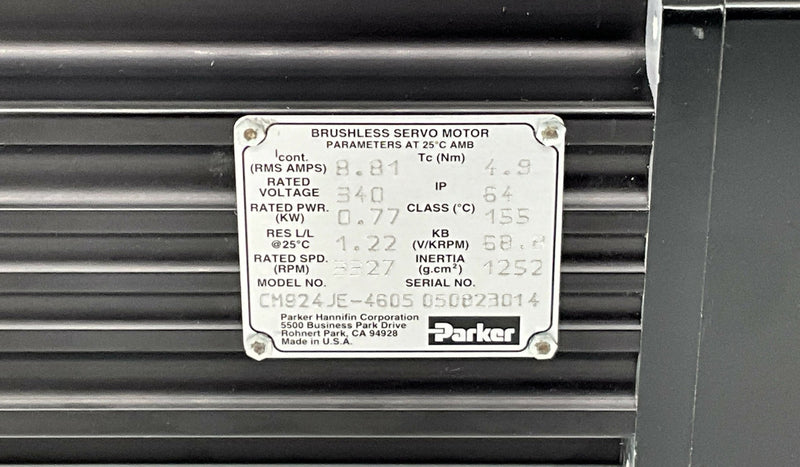 BRUSHLESS SERVO MOTOR
PARAMETERS AT 25°C AMB
Icont. (RMS AMPS) 8.81 Tc (Nm) 4.9
RATED VOLTAGE 340 IP 64
RATED PWR. (KW) 0.77 CLASS (°C) 155
RES L/L @25°C 1.22 KB (V/KRPM)
RATED SPD. (RPM) INERTIA (g.cm²) 1252
MODEL NO. SERIAL NO.
CM924JE-4605 050823014
Parker Hannifin Corporation
5500 Business Park Drive
Rohnert Park, CA 94928
Made in U.S.A.
Parker